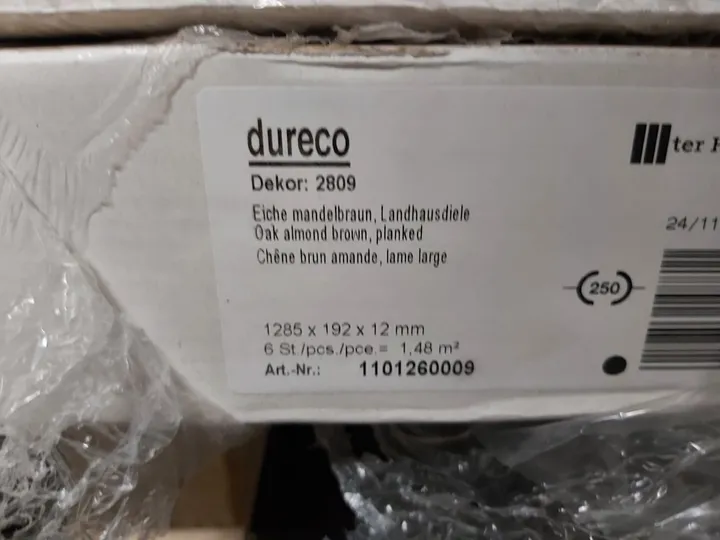 dureco
Dekor: 2809
Eiche mandelbraun, Landhausdiele
Oak almond brown, planked
Chêne brun amande, lame large
1285 x 192 x 12 mm
6 St./pcs./pce.= 1,48 m²
Art.-Nr.: 1101260009
ter
24/11
250